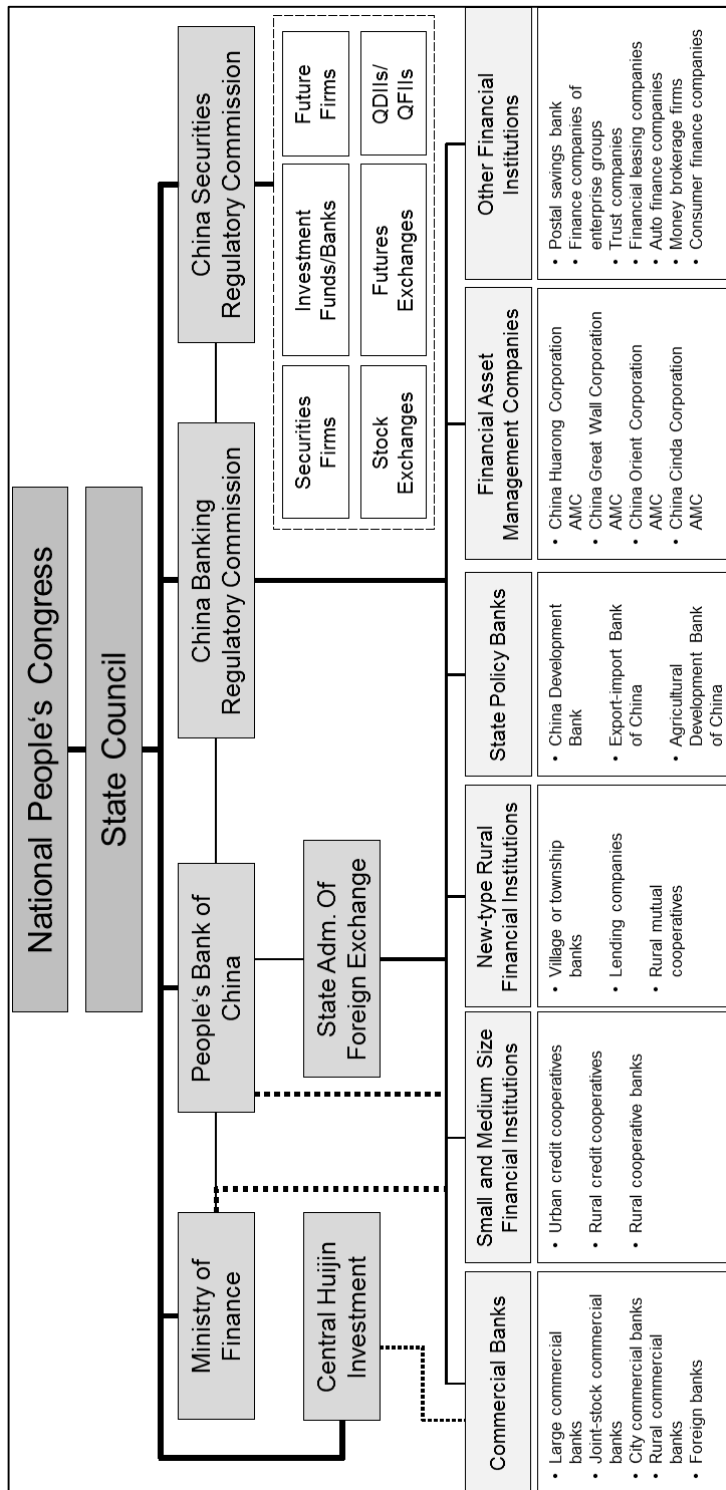 National People‘s Congress
State Council
Ministry of
Finance
People‘s Bank of
China
China Banking
Regulatory Commission
China Securities
Regulatory Commission
Central Huijin
Investment
State Adm. Of
Foreign Exchange
Securities
Firms
Investment
Funds/Banks
Future
Firms
Stock
Exchanges
Futures
Exchanges
QDIIs/
QFIIs
Commercial Banks
• Large commercial
banks
• Joint-stock commercial
banks
• City commercial banks
• Rural commercial
banks
• Foreign banks
Small and Medium Size
Financial Institutions
• Urban credit cooperatives
• Rural credit cooperatives
• Rural cooperative banks
New-type Rural
Financial Institutions
• Village or township
banks
• Lending companies
• Rural mutual
cooperatives
State Policy Banks
• China Development
Bank
• Export-import Bank
of China
• Agricultural
Development Bank
of China
Financial Asset
Management Companies
• China Huarong Corporation
AMC
• China Great Wall Corporation
AMC
• China Orient Corporation
AMC
• China Cinda Corporation
AMC
Other Financial
Institutions
• Postal savings bank
• Finance companies of
enterprise groups
• Trust companies
• Financial leasing companies
• Auto finance companies
• Money brokerage firms
• Consumer finance companies